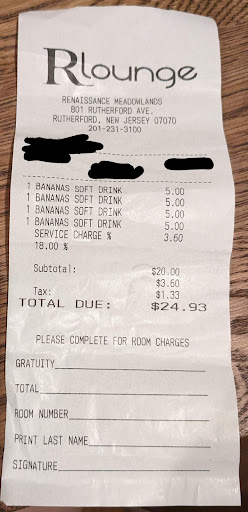 Rlounge
RENAISSANCE MEADOWLANDS
801 RUTHERFORD AVE.
RUTHERFORD, NEW JERSEY 07070
201-231-3100
1 BANANAS SOFT DRINK 5.00
1 BANANAS SOFT DRINK 5.00
1 BANANAS SOFT DRINK 5.00
1 BANANAS SOFT DRINK 5.00
SERVICE CHARGE % 3.60
18.00 %
Subtotal: $20.00
$3.60
Tax: $1.33
TOTAL DUE: $24.93
PLEASE COMPLETE FOR ROOM CHARGES
GRATUITY
TOTAL
ROOM NUMBER
PRINT LAST NAME
SIGNATURE